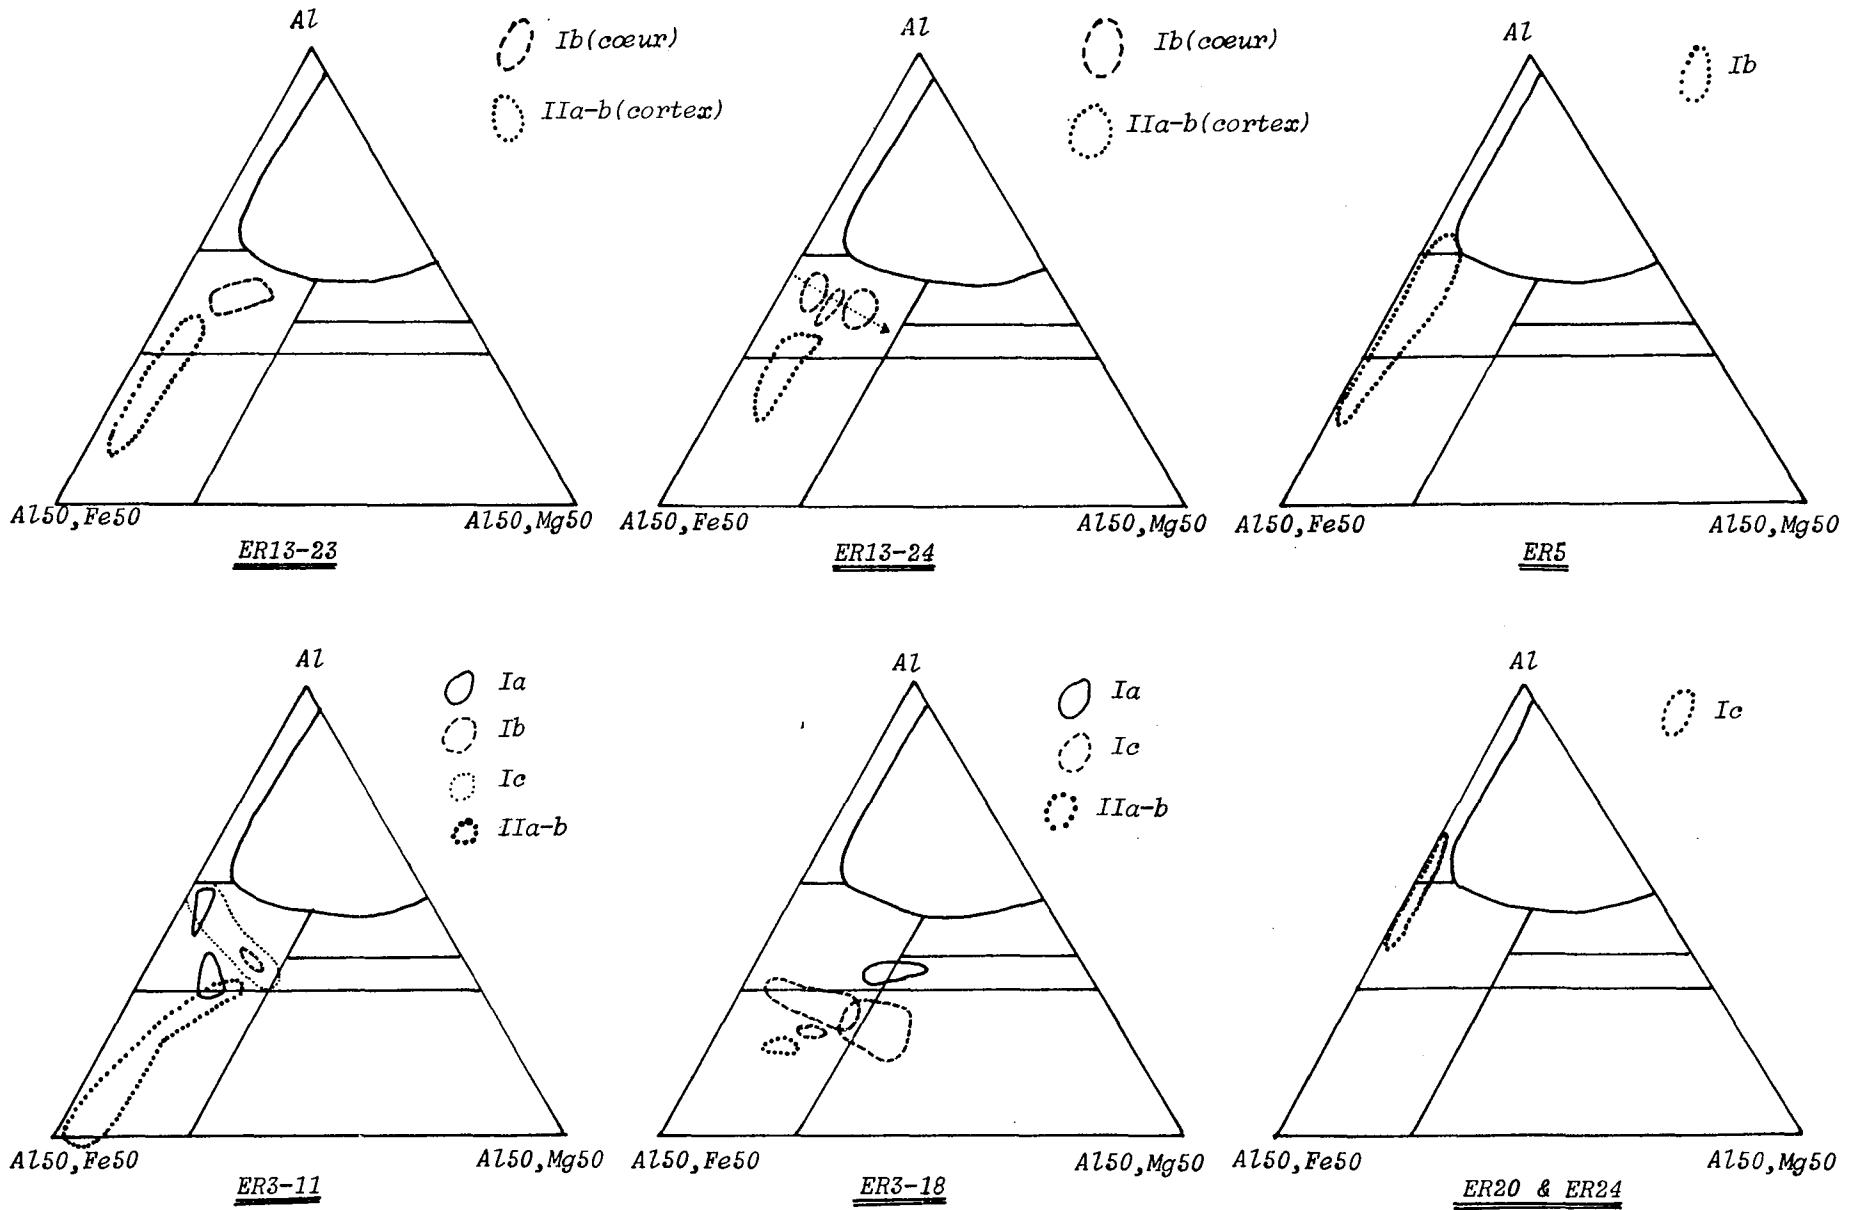 Al
Ib(cœur)
IIa-b(cortex)
Al50,Fe50
Al50,Mg50
ER13-23
Al
Ib(cœur)
IIa-b(cortex)
Al50,Fe50
Al50,Mg50
ER13-24
Al
Ib
Al50,Fe50
Al50,Mg50
ER5
Al
Ia
Ib
Ic
IIa-b
Al50,Fe50
Al50,Mg50
ER3-11
Al
Ia
Ic
IIa-b
Al50,Fe50
Al50,Mg50
ER3-18
Al
Ic
Al50,Fe50
Al50,Mg50
ER20 & ER24